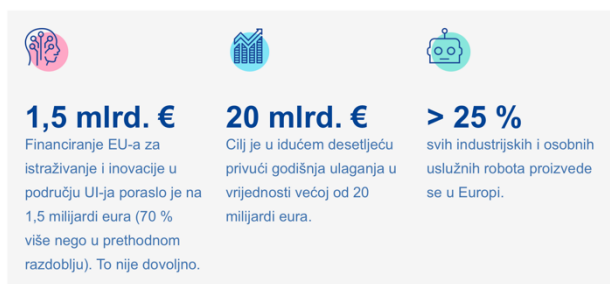 1,5 mlrd. €
Financiranje EU-a za
istraživanje i inovacije u
području UI-ja poraslo je na
1,5 milijardi eura (70 %
više nego u prethodnom
razdoblju). To nije dovoljno.
20 mlrd. €
Cilj je u idućem desetljeću
privući godišnja ulaganja u
vrijednosti većoj od 20
milijardi eura.
> 25 %
svih industrijskih i osobnih
uslužnih robota proizvede
se u Europi.